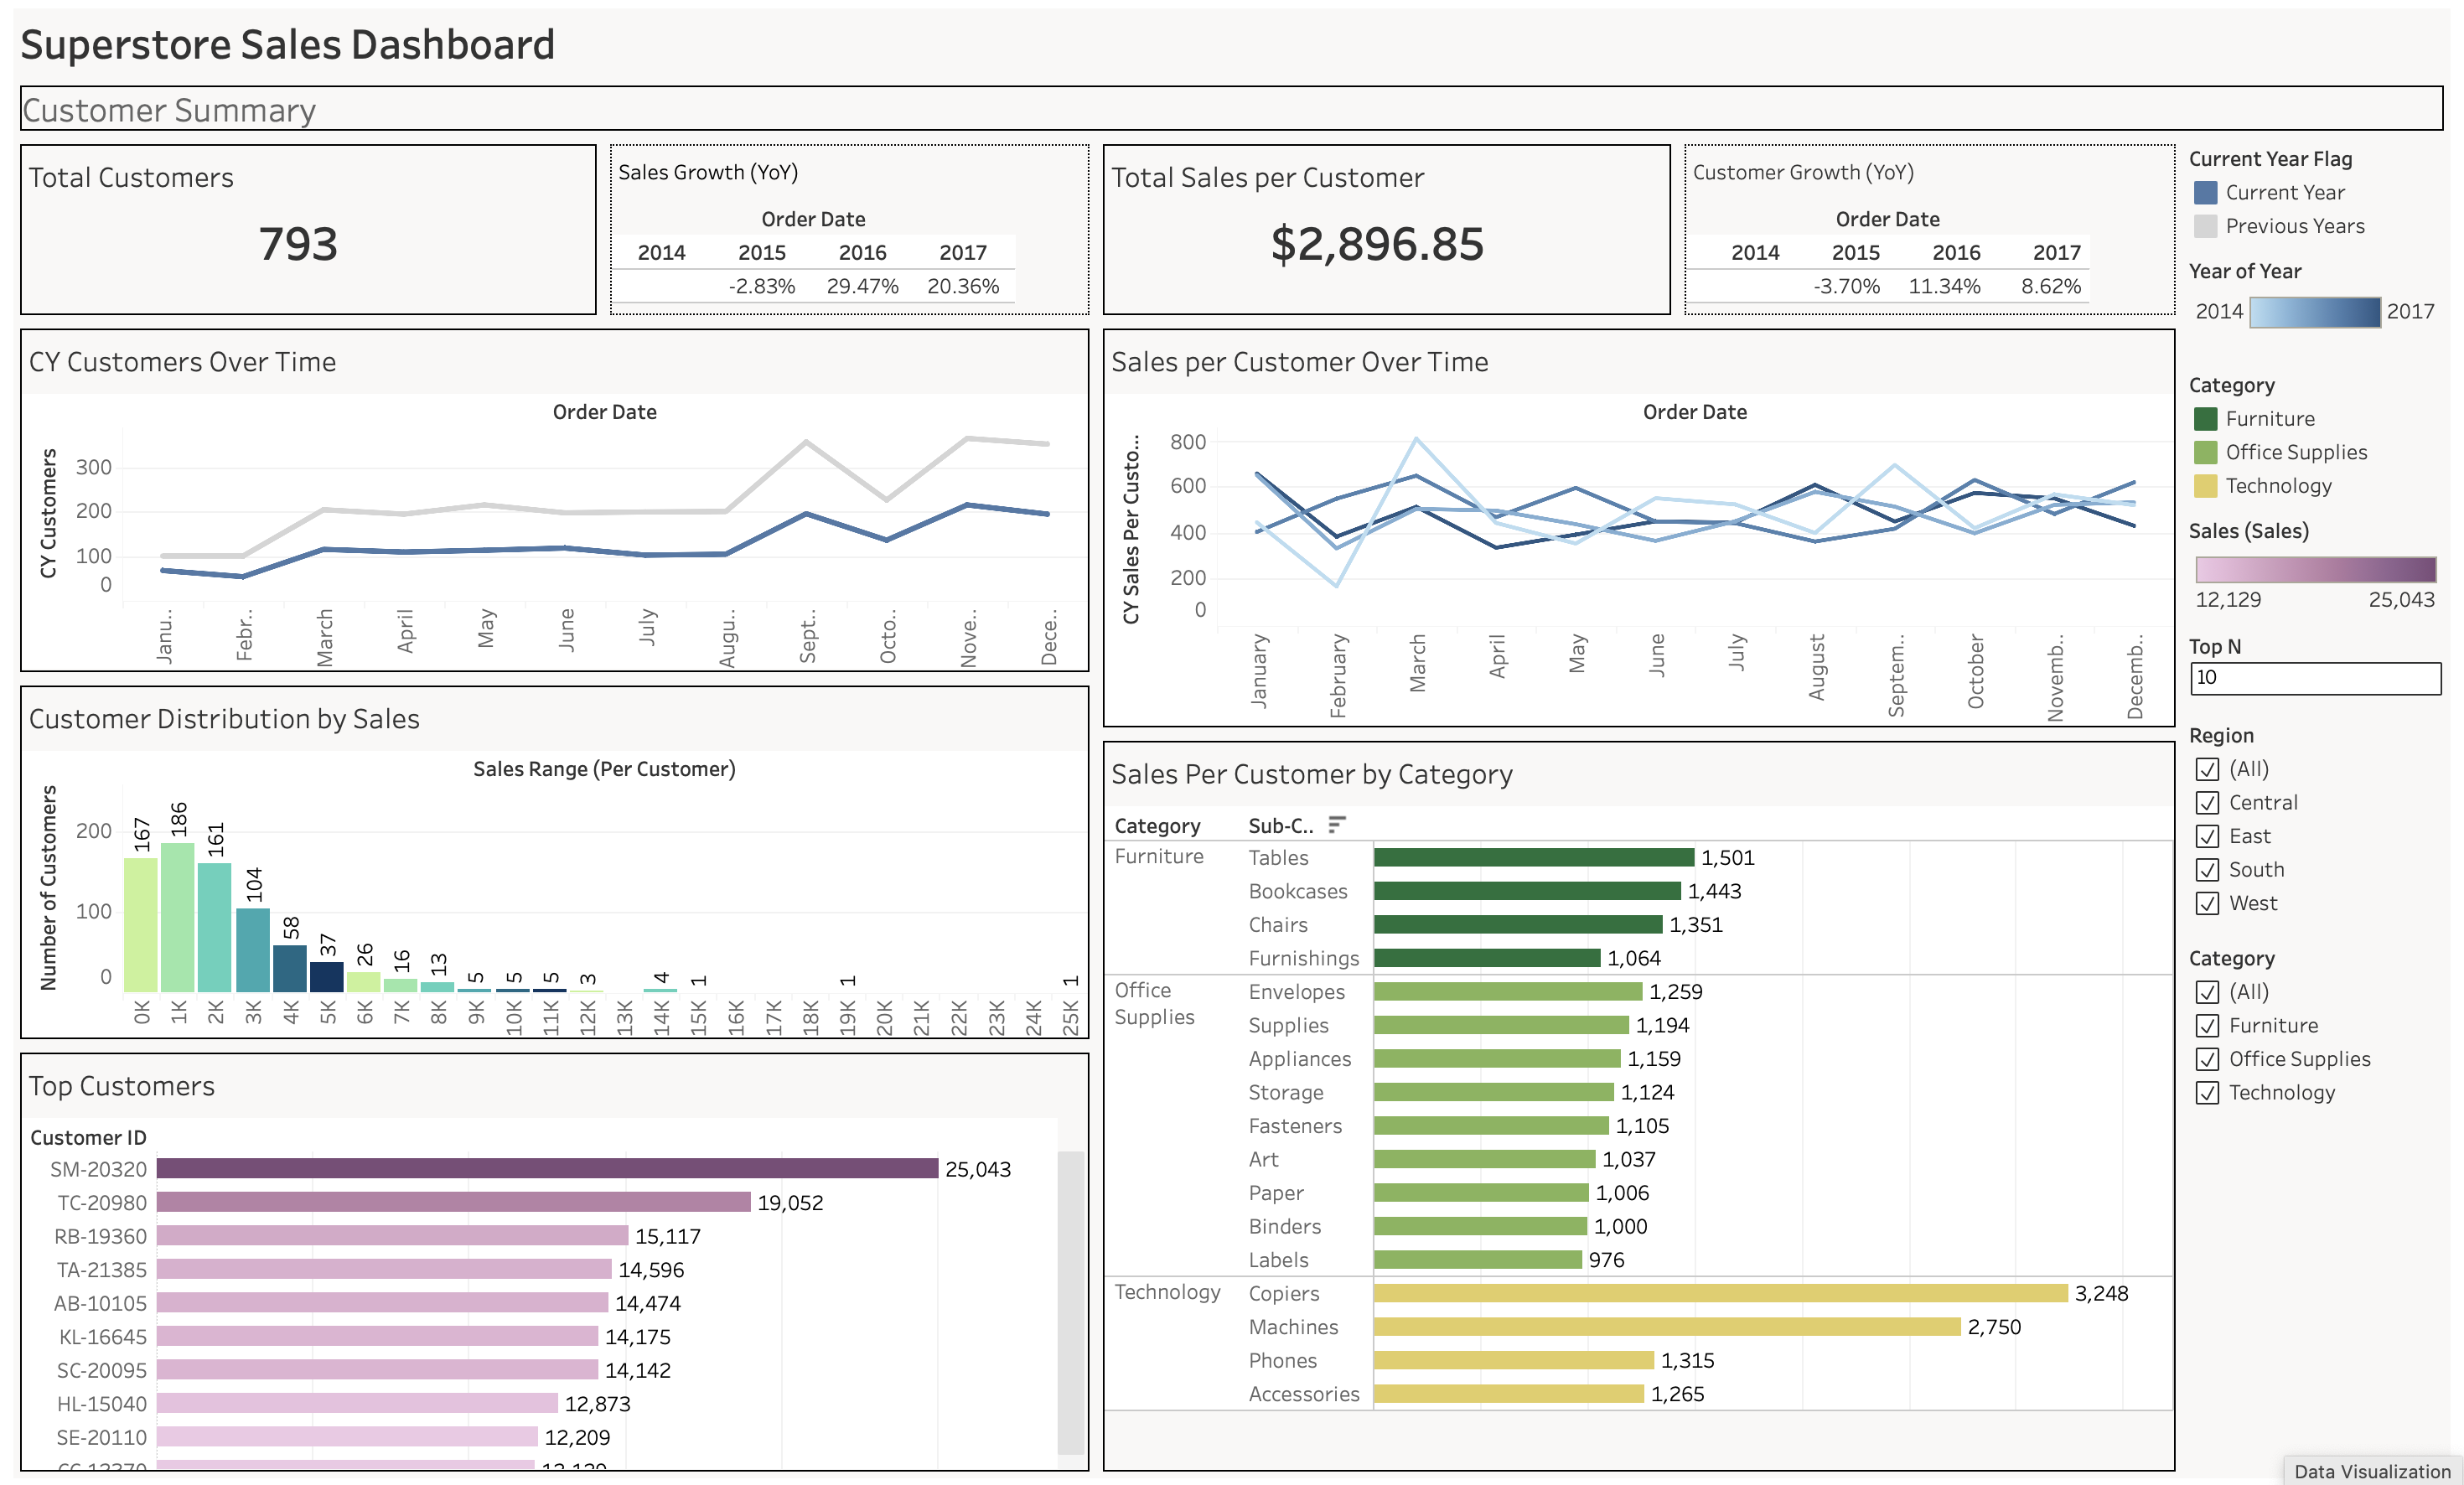 Superstore Sales Dashboard
Customer Summary
Total Customers
793
Sales Growth (YoY)
Order Date
2014 2015 2016 2017
-2.83% 29.47% 20.36%
Total Sales per Customer
$2,896.85
Customer Growth (YoY)
Order Date
2014 2015 2016 2017
-3.70% 11.34% 8.62%
CY Customers Over Time
Order Date
CY Customers
300
200
100
0
Janu.. Febr.. March April May June July Augu.. Sept.. Octo.. Nove.. Dece..
Sales per Customer Over Time
Order Date
CY Sales Per Custo...
800
600
400
200
0
January February March April May June July August Septem.. October Novemb.. Decemb..
Customer Distribution by Sales
Sales Range (Per Customer)
Number of Customers
200
100
0
167 186 161 104 58 37 26 16 13 5 5 5 3 4 1 1 1
0K 1K 2K 3K 4K 5K 6K 7K 8K 9K 10K 11K 12K 13K 14K 15K 16K 17K 18K 19K 20K 21K 22K 23K 24K 25K
Top Customers
Customer ID
SM-20320 25,043
TC-20980 19,052
RB-19360 15,117
TA-21385 14,596
AB-10105 14,474
KL-16645 14,175
SC-20095 14,142
HL-15040 12,873
SE-20110 12,209
Sales Per Customer by Category
Category Sub-C..
Furniture Tables 1,501
Bookcases 1,443
Chairs 1,351
Furnishings 1,064
Office Supplies Envelopes 1,259
Supplies 1,194
Appliances 1,159
Storage 1,124
Fasteners 1,105
Art 1,037
Paper 1,006
Binders 1,000
Labels 976
Technology Copiers 3,248
Machines 2,750
Phones 1,315
Accessories 1,265
Current Year Flag
Current Year
Previous Years
Year of Year
2014 2017
Category
Furniture
Office Supplies
Technology
Sales (Sales)
12,129 25,043
Top N
10
Region
(All)
Central
East
South
West
Category
(All)
Furniture
Office Supplies
Technology
Data Visualization